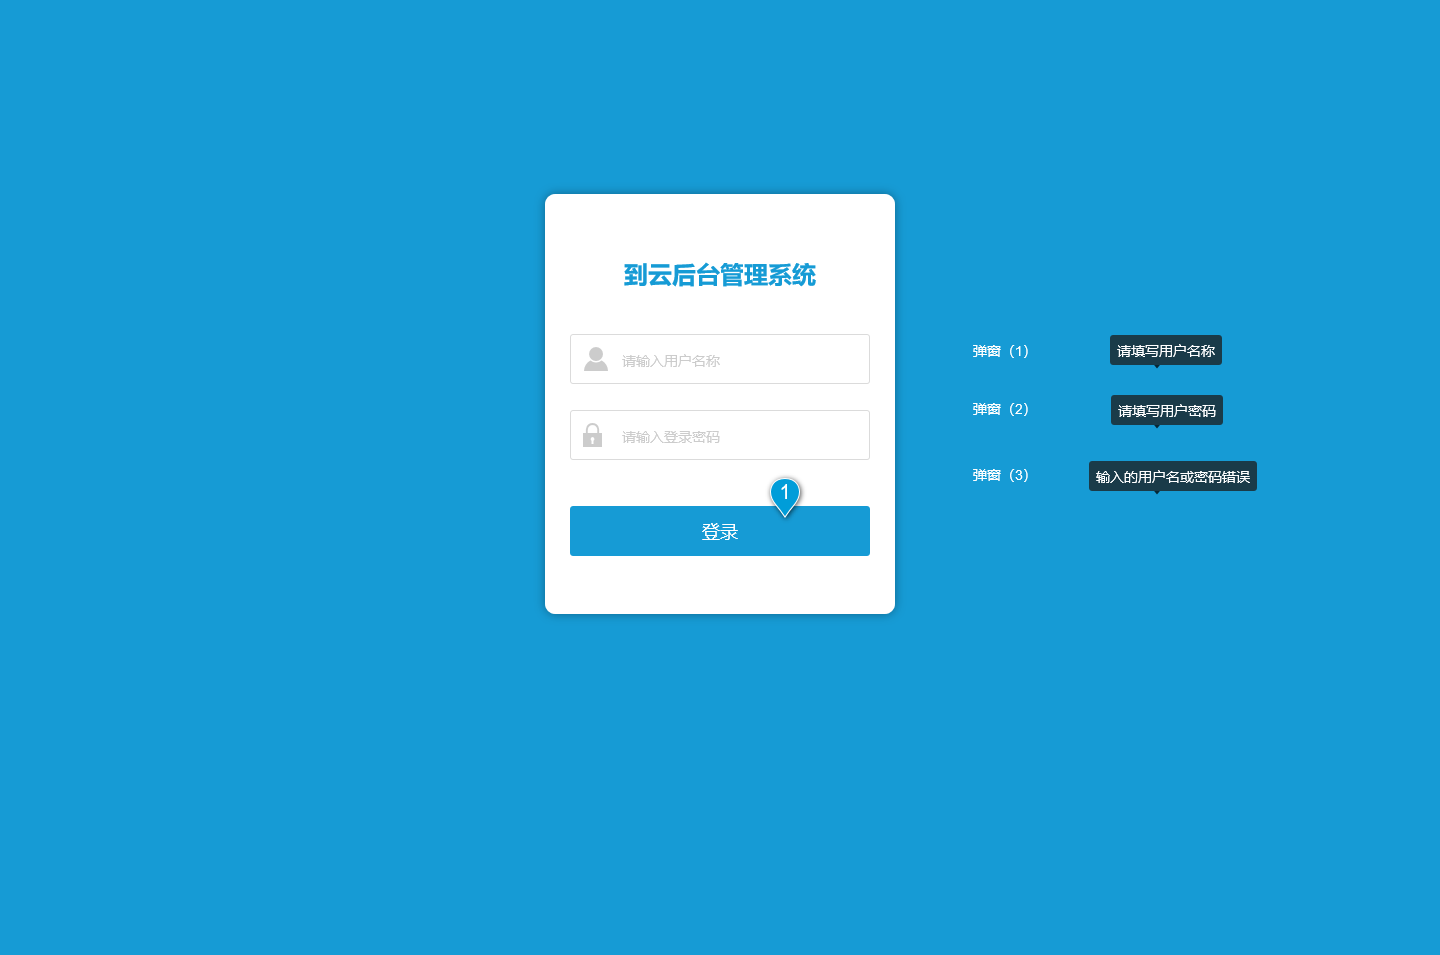 到云后台管理系统
请输入用户名称
请输入登录密码
1
登录
弹窗（1） 请填写用户名称
弹窗（2） 请填写用户密码
弹窗（3） 输入的用户名或密码错误